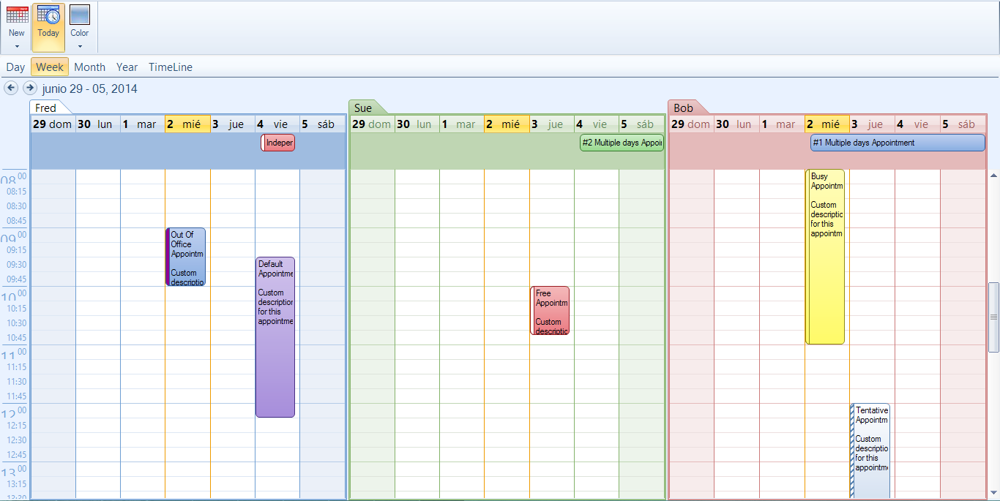 New Today Color
Day Week Month Year TimeLine
junio 29 - 05, 2014
Fred Sue Bob
29 dom 30 lun 1 mar 2 mié 3 jue 4 vie 5 sáb 29 dom 30 lun 1 mar 2 mié 3 jue 4 vie 5 sáb 29 dom 30 lun 1 mar 2 mié 3 jue 4 vie 5 sáb
Indeper #2 Multiple days Appoi #1 Multiple days Appointment
08 00
08:15
08:30
08:45
09 00
09:15
09:30
09:45
10 00
10:15
10:30
10:45
11 00
11:15
11:30
11:45
12 00
12:15
12:30
12:45
13 00
13:15
13:30
Out Of
Office
Appointm
Custom
descriptio
Default
Appointme
Custom
description
for this
appointme
Free
Appointm
Custom
descriptic
Busy
Appointm
Custom
descriptic
for this
appointm
Tentative
Appointm
Custom
descriptio
for this
appointm